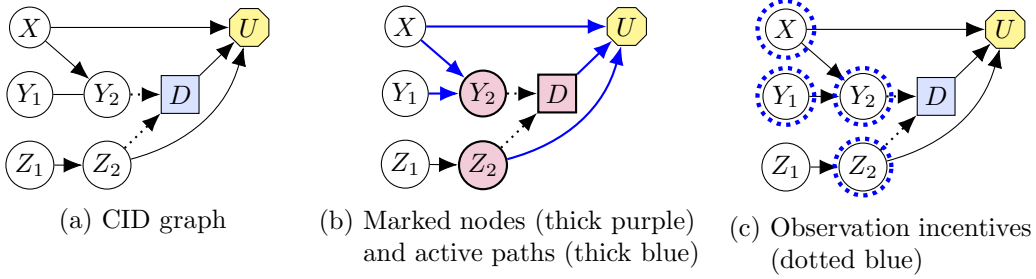 X U
Y₁ Y₂ D
Z₁ Z₂
(a) CID graph
X U
Y₁ Y₂ D
Z₁ Z₂
(b) Marked nodes (thick purple)
and active paths (thick blue)
X U
Y₁ Y₂ D
Z₁ Z₂
(c) Observation incentives
(dotted blue)